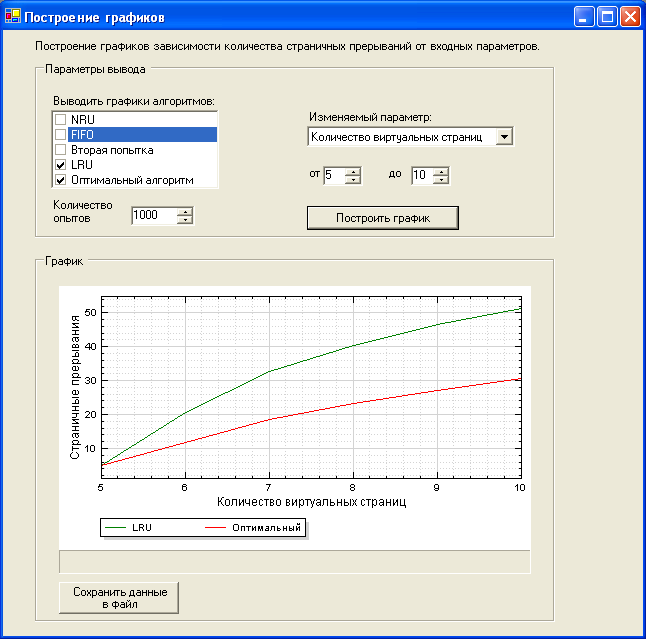 Построение графиков
Построение графиков зависимости количества страничных прерываний от входных параметров.
Параметры вывода
Выводить графики алгоритмов:
NRU
FIFO
Вторая попытка
LRU
Оптимальный алгоритм
Количество
опытов
1000
Изменяемый параметр:
Количество виртуальных страниц
от 5 до 10
Построить график
График
Страничные прерывания
50
40
30
20
10
5 6 7 8 9 10
Количество виртуальных страниц
LRU Оптимальный
Сохранить данные
в файл